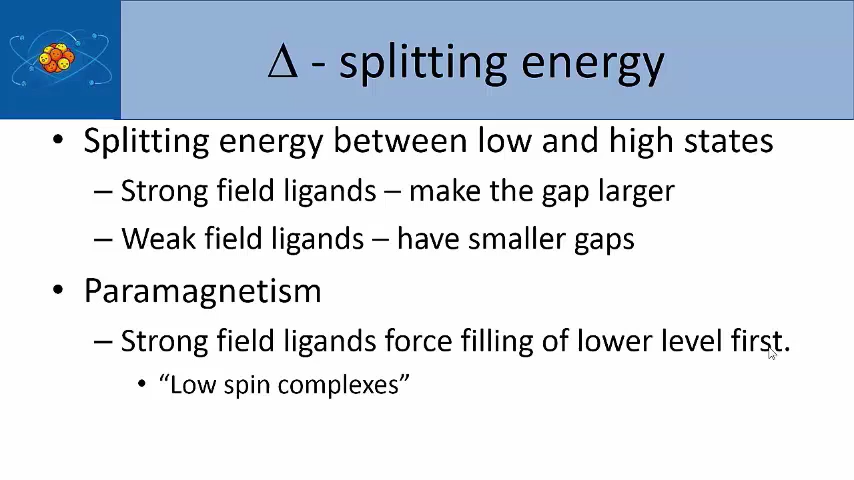 Δ - splitting energy
• Splitting energy between low and high states
– Strong field ligands – make the gap larger
– Weak field ligands – have smaller gaps
• Paramagnetism
– Strong field ligands force filling of lower level first.
• “Low spin complexes”